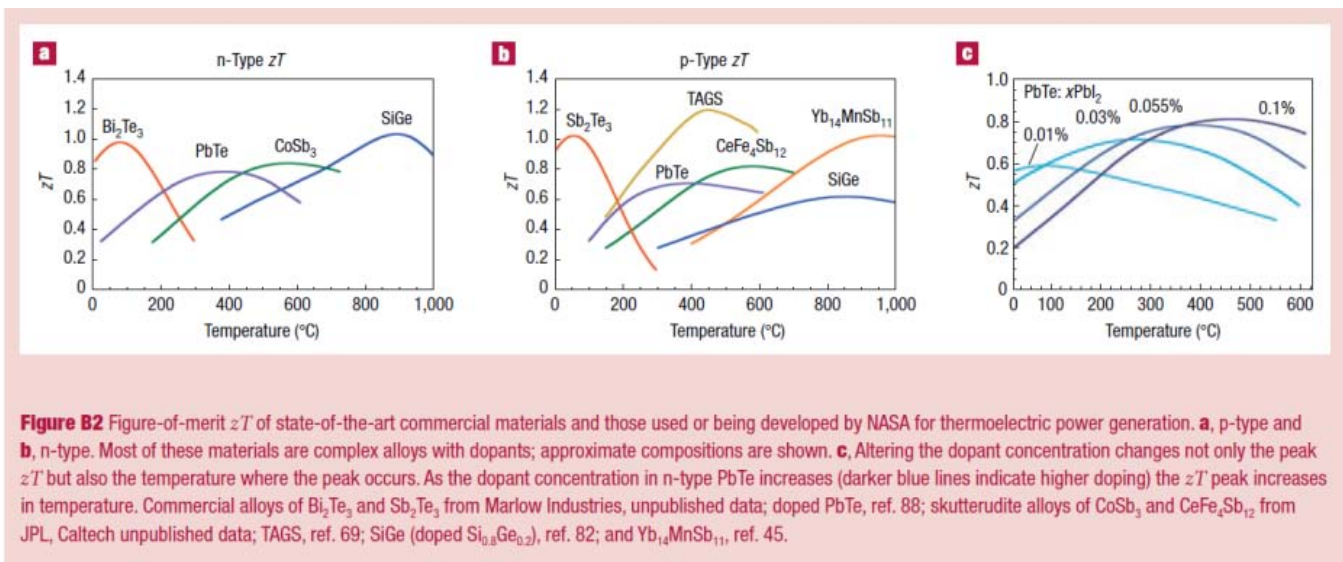 a
n-Type zT
1.4
1.2
1.0
0.8
0.6
0.4
0.2
0
zT
Bi₂Te₃
PbTe
CoSb₃
SiGe
0 200 400 600 800 1,000
Temperature (°C)
b
p-Type zT
1.4
1.2
1.0
0.8
0.6
0.4
0.2
0
zT
Sb₂Te₃
TAGS
PbTe
CeFe₄Sb₁₂
Yb₁₄MnSb₁₁
SiGe
0 200 400 600 800 1,000
Temperature (°C)
c
1.0
0.8
0.6
0.4
0.2
0
zT
PbTe: xPbI₂
0.01%
0.03%
0.055%
0.1%
0 100 200 300 400 500 600
Temperature (°C)
Figure B2 Figure-of-merit zT of state-of-the-art commercial materials and those used or being developed by NASA for thermoelectric power generation. a, p-type and
b, n-type. Most of these materials are complex alloys with dopants; approximate compositions are shown. c, Altering the dopant concentration changes not only the peak
zT but also the temperature where the peak occurs. As the dopant concentration in n-type PbTe increases (darker blue lines indicate higher doping) the zT peak increases
in temperature. Commercial alloys of Bi₂Te₃ and Sb₂Te₃ from Marlow Industries, unpublished data; doped PbTe, ref. 88; skutterudite alloys of CoSb₃ and CeFe₄Sb₁₂ from
JPL, Caltech unpublished data; TAGS, ref. 69; SiGe (doped Si₀.₈Ge₀.₂), ref. 82; and Yb₁₄MnSb₁₁, ref. 45.